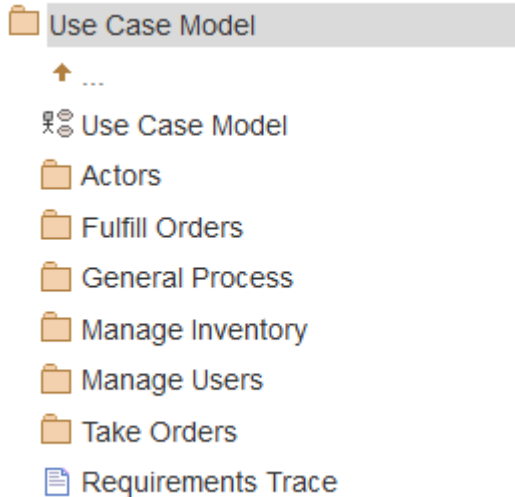 Use Case Model
...
Use Case Model
Actors
Fulfill Orders
General Process
Manage Inventory
Manage Users
Take Orders
Requirements Trace